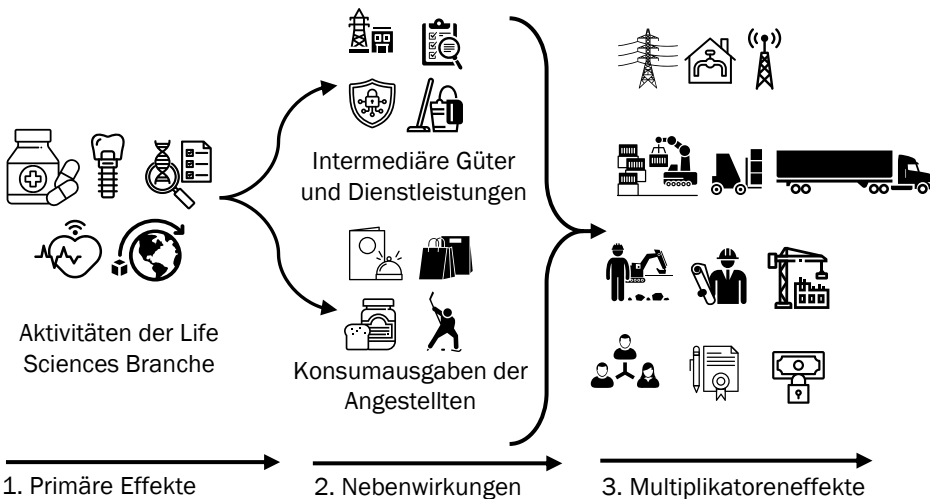 Intermediäre Güter
und Dienstleistungen
Aktivitäten der Life
Sciences Branche
Konsumausgaben der
Angestellten
1. Primäre Effekte
2. Nebenwirkungen
3. Multiplikatoreneffekte